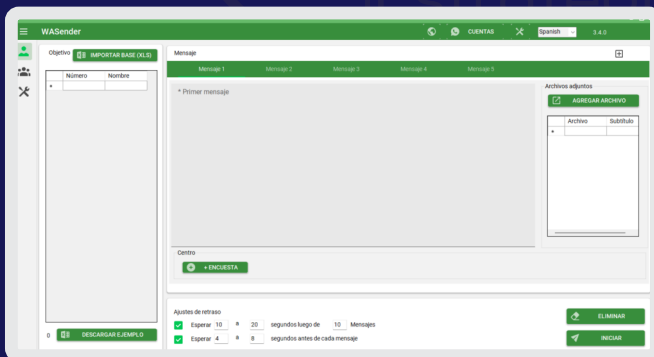 WASender
CUENTAS
Spanish
3.4.0
Objetivo
IMPORTAR BASE (XLS)
Número Nombre
*
0
DESCARGAR EJEMPLO
Mensaje
Mensaje 1 Mensaje 2 Mensaje 3 Mensaje 4 Mensaje 5
* Primer mensaje
Archivos adjuntos
AGREGAR ARCHIVO
Archivo Subtítulo
*
Centro
+ ENCUESTA
Ajustes de retraso
Esperar 10 a 20 segundos luego de 10 Mensajes
Esperar 4 a 8 segundos antes de cada mensaje
ELIMINAR
INICIAR